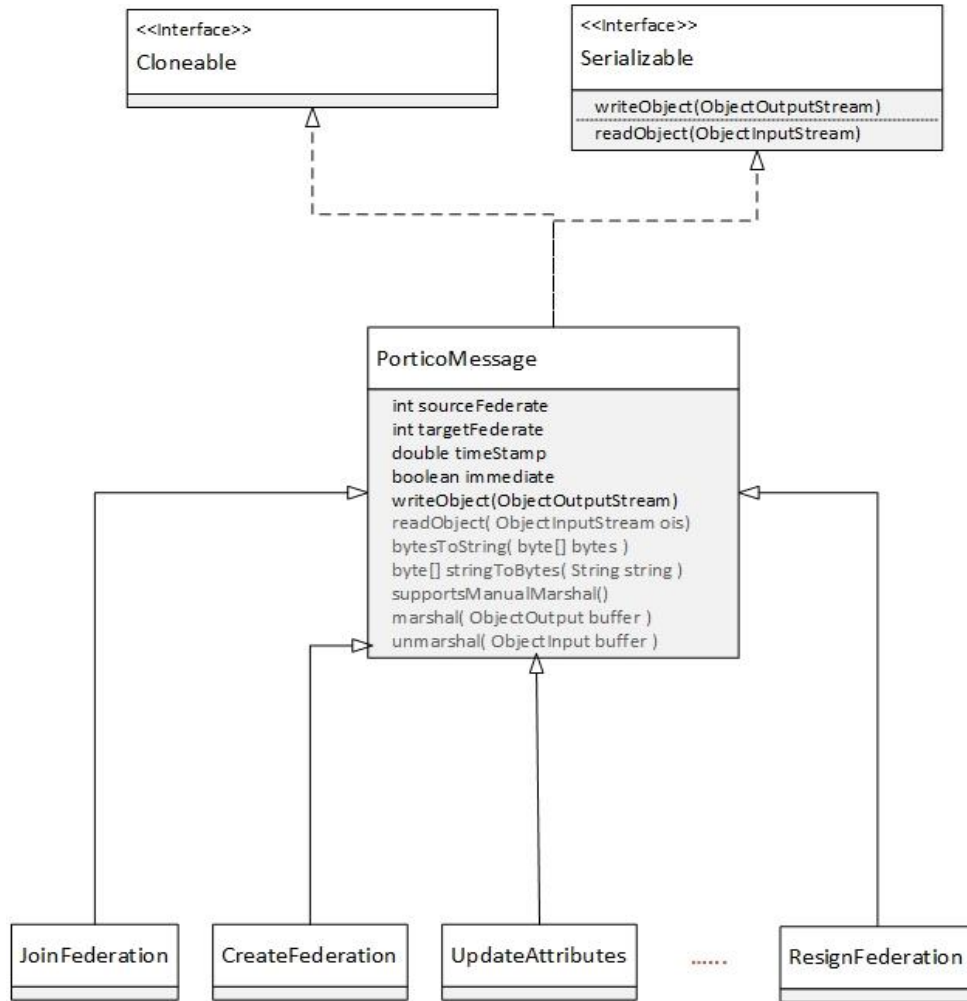 <<Interface>>
Cloneable
<<Interface>>
Serializable
writeObject(ObjectOutputStream)
readObject(ObjectInputStream)
PorticoMessage
int sourceFederate
int targetFederate
double timeStamp
boolean immediate
writeObject(ObjectOutputStream)
readObject( ObjectInputStream ois)
bytesToString( byte[] bytes )
byte[] stringToBytes( String string )
supportsManualMarshal()
marshal( ObjectOutput buffer )
unmarshal( ObjectInput buffer )
JoinFederation
CreateFederation
UpdateAttributes
......
ResignFederation